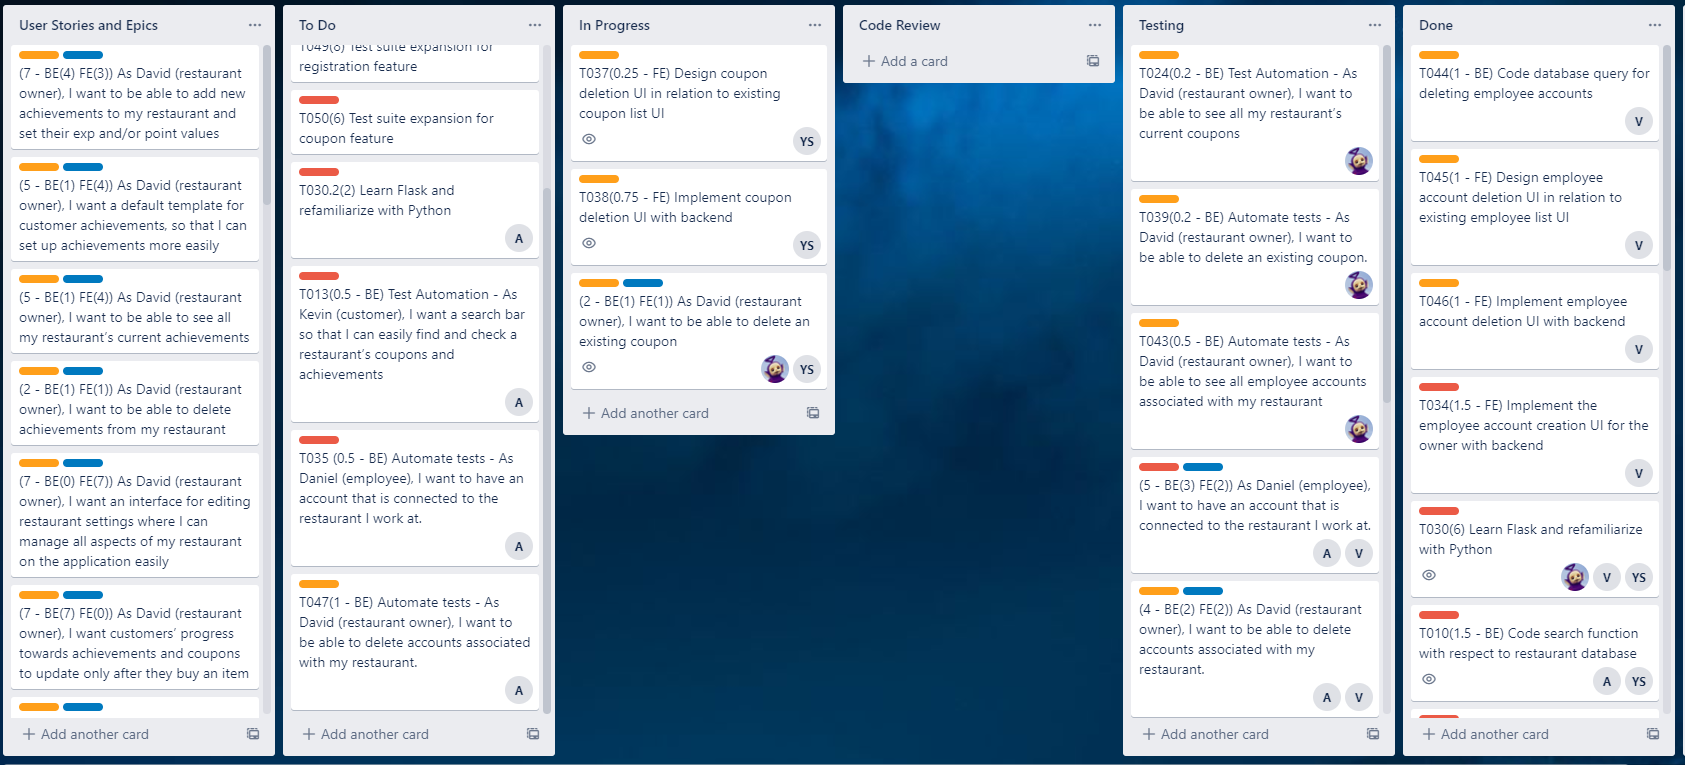 User Stories and Epics
(7 - BE(4) FE(3)) As David (restaurant
owner), I want to be able to add new
achievements to my restaurant and
set their exp and/or point values
(5 - BE(1) FE(4)) As David (restaurant
owner), I want a default template for
customer achievements, so that I can
set up achievements more easily
(5 - BE(1) FE(4)) As David (restaurant
owner), I want to be able to see all
my restaurant’s current achievements
(2 - BE(1) FE(1)) As David (restaurant
owner), I want to be able to delete
achievements from my restaurant
(7 - BE(0) FE(7)) As David (restaurant
owner), I want an interface for editing
restaurant settings where I can
manage all aspects of my restaurant
on the application easily
(7 - BE(7) FE(0)) As David (restaurant
owner), I want customers’ progress
towards achievements and coupons
to update only after they buy an item
Add another card
To Do
T049(8) Test suite expansion for
registration feature
T050(6) Test suite expansion for
coupon feature
T030.2(2) Learn Flask and
refamiliarize with Python
A
T013(0.5 - BE) Test Automation - As
Kevin (customer), I want a search bar
so that I can easily find and check a
restaurant’s coupons and
achievements
A
T035 (0.5 - BE) Automate tests - As
Daniel (employee), I want to have an
account that is connected to the
restaurant I work at.
A
T047(1 - BE) Automate tests - As
David (restaurant owner), I want to
be able to delete accounts associated
with my restaurant.
A
Add another card
In Progress
T037(0.25 - FE) Design coupon
deletion UI in relation to existing
coupon list UI
YS
T038(0.75 - FE) Implement coupon
deletion UI with backend
YS
(2 - BE(1) FE(1)) As David (restaurant
owner), I want to be able to delete an
existing coupon
YS
Add another card
Code Review
Add a card
Testing
T024(0.2 - BE) Test Automation - As
David (restaurant owner), I want to
be able to see all my restaurant’s
current coupons
T039(0.2 - BE) Automate tests - As
David (restaurant owner), I want to
be able to delete an existing coupon.
T043(0.5 - BE) Automate tests - As
David (restaurant owner), I want to
be able to see all employee accounts
associated with my restaurant
(5 - BE(3) FE(2)) As Daniel (employee),
I want to have an account that is
connected to the restaurant I work at.
A V
(4 - BE(2) FE(2)) As David (restaurant
owner), I want to be able to delete
accounts associated with my
restaurant.
A V
Add another card
Done
T044(1 - BE) Code database query for
deleting employee accounts
V
T045(1 - FE) Design employee
account deletion UI in relation to
existing employee list UI
V
T046(1 - FE) Implement employee
account deletion UI with backend
V
T034(1.5 - FE) Implement the
employee account creation UI for the
owner with backend
V
T030(6) Learn Flask and refamiliarize
with Python
V YS
T010(1.5 - BE) Code search function
with respect to restaurant database
A YS
Add another card